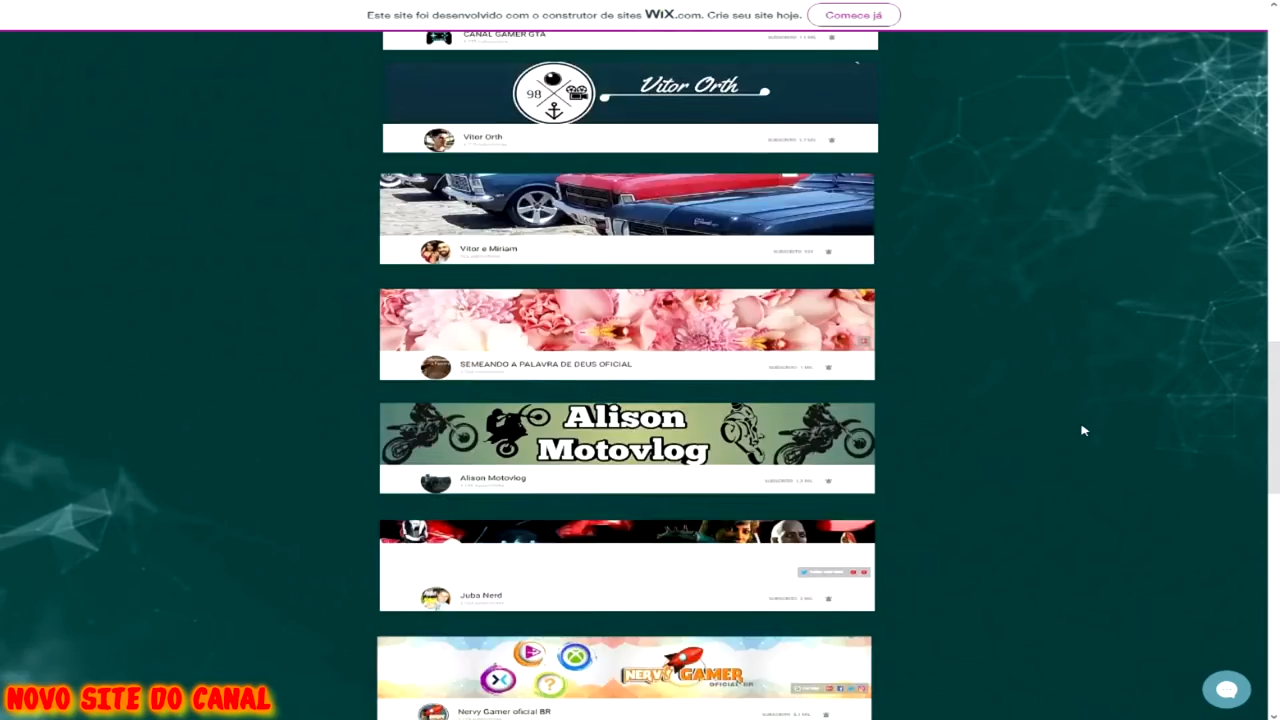 Este site foi desenvolvido com o construtor de sites WiX.com. Crie seu site hoje. Comece já
CANAL GAMER GTA
98
Vitor Orth
Vitor Orth
Vitor e Miriam
SEMEANDO A PALAVRA DE DEUS OFICIAL
Alison
Motovlog
Alison Motovlog
Juba Nerd
NERVY GAMER
OFICIAL BR
Nervy Gamer oficial BR
NOVO SITE DO CANAL